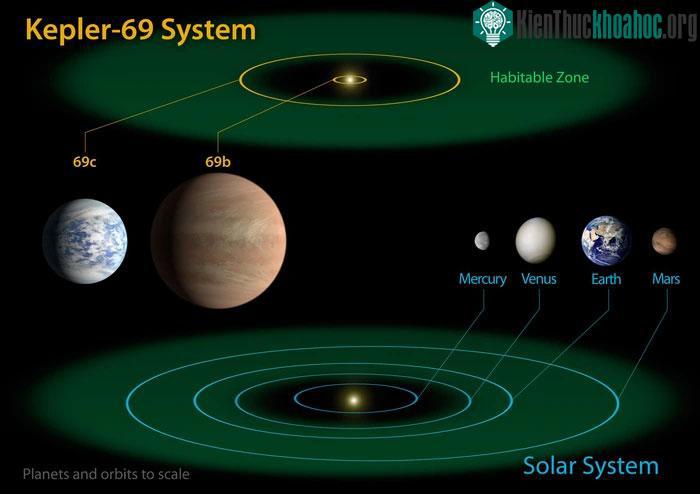 Kepler-69 System
KienThuckhoahoc.org
Habitable Zone
69c
69b
Mercury
Venus
Earth
Mars
Planets and orbits to scale
Solar System